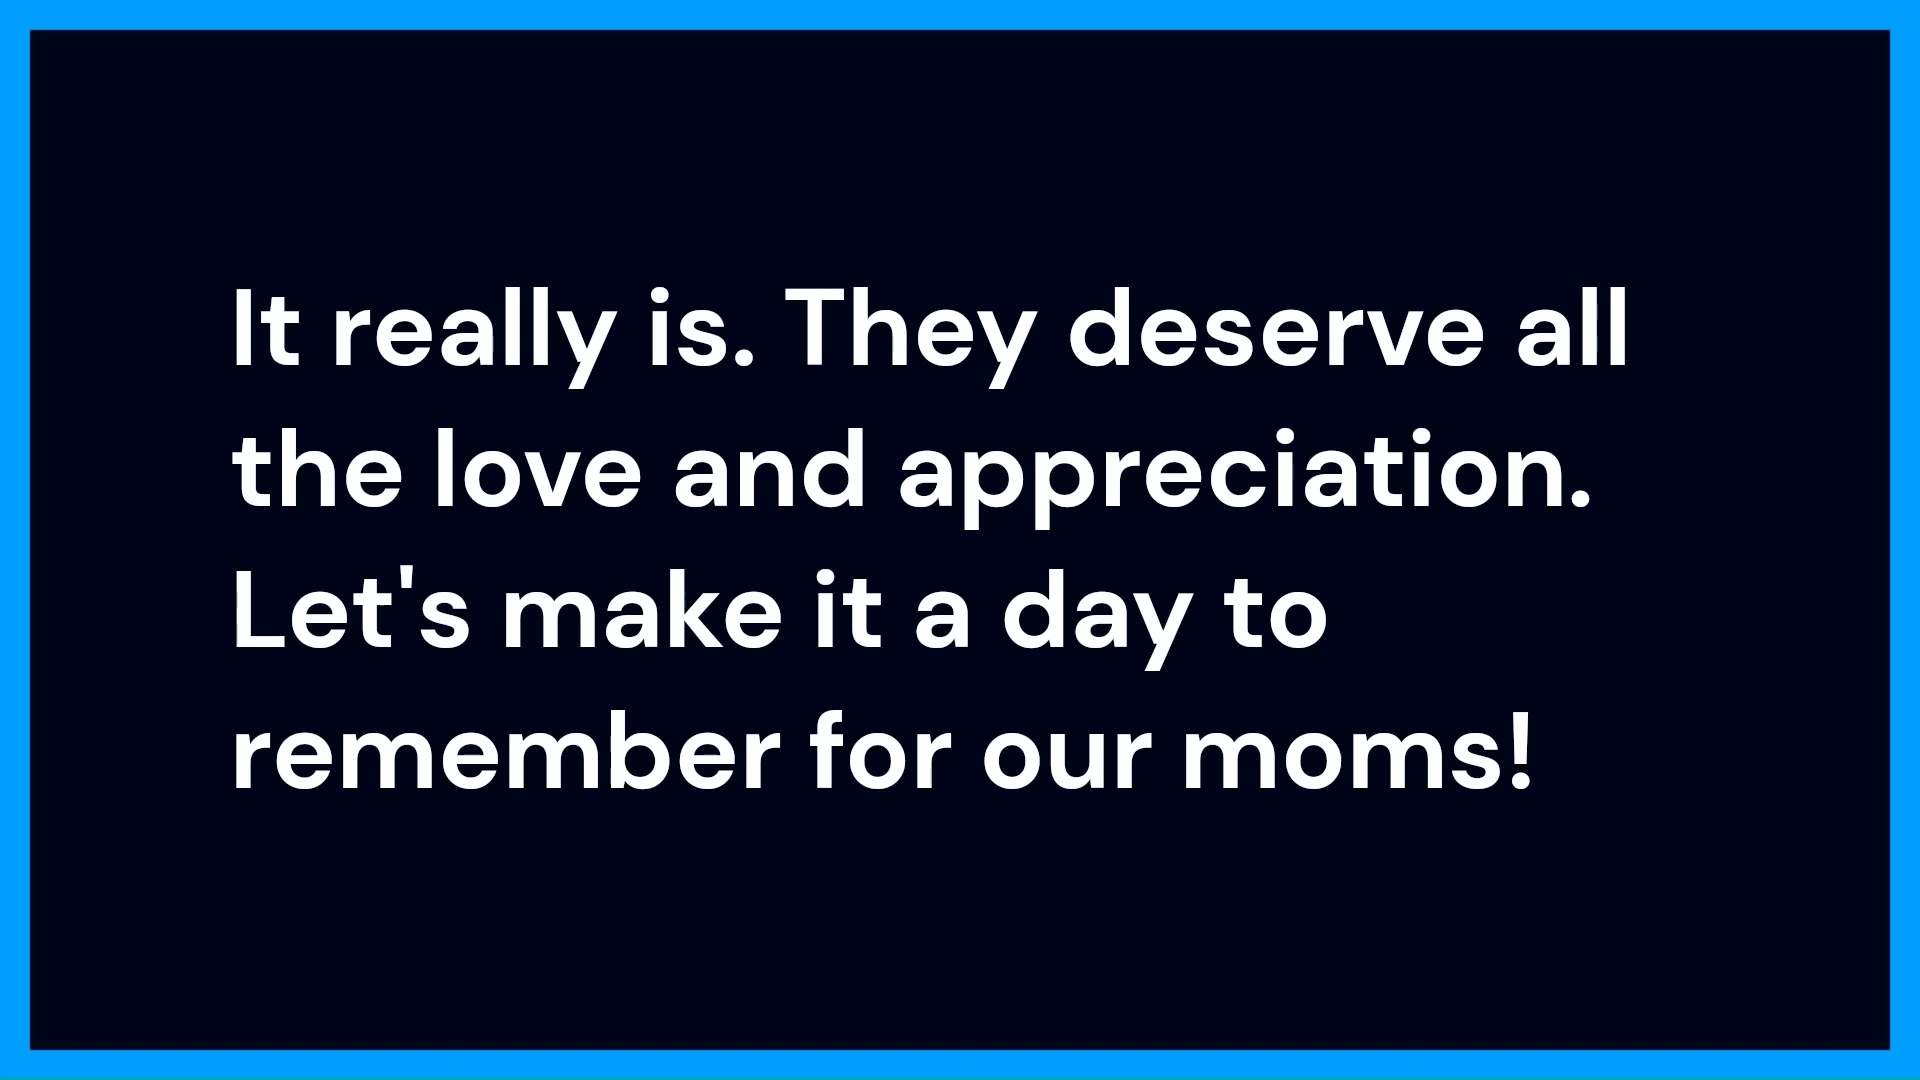 It really is. They deserve all
the love and appreciation.
Let's make it a day to
remember for our moms!